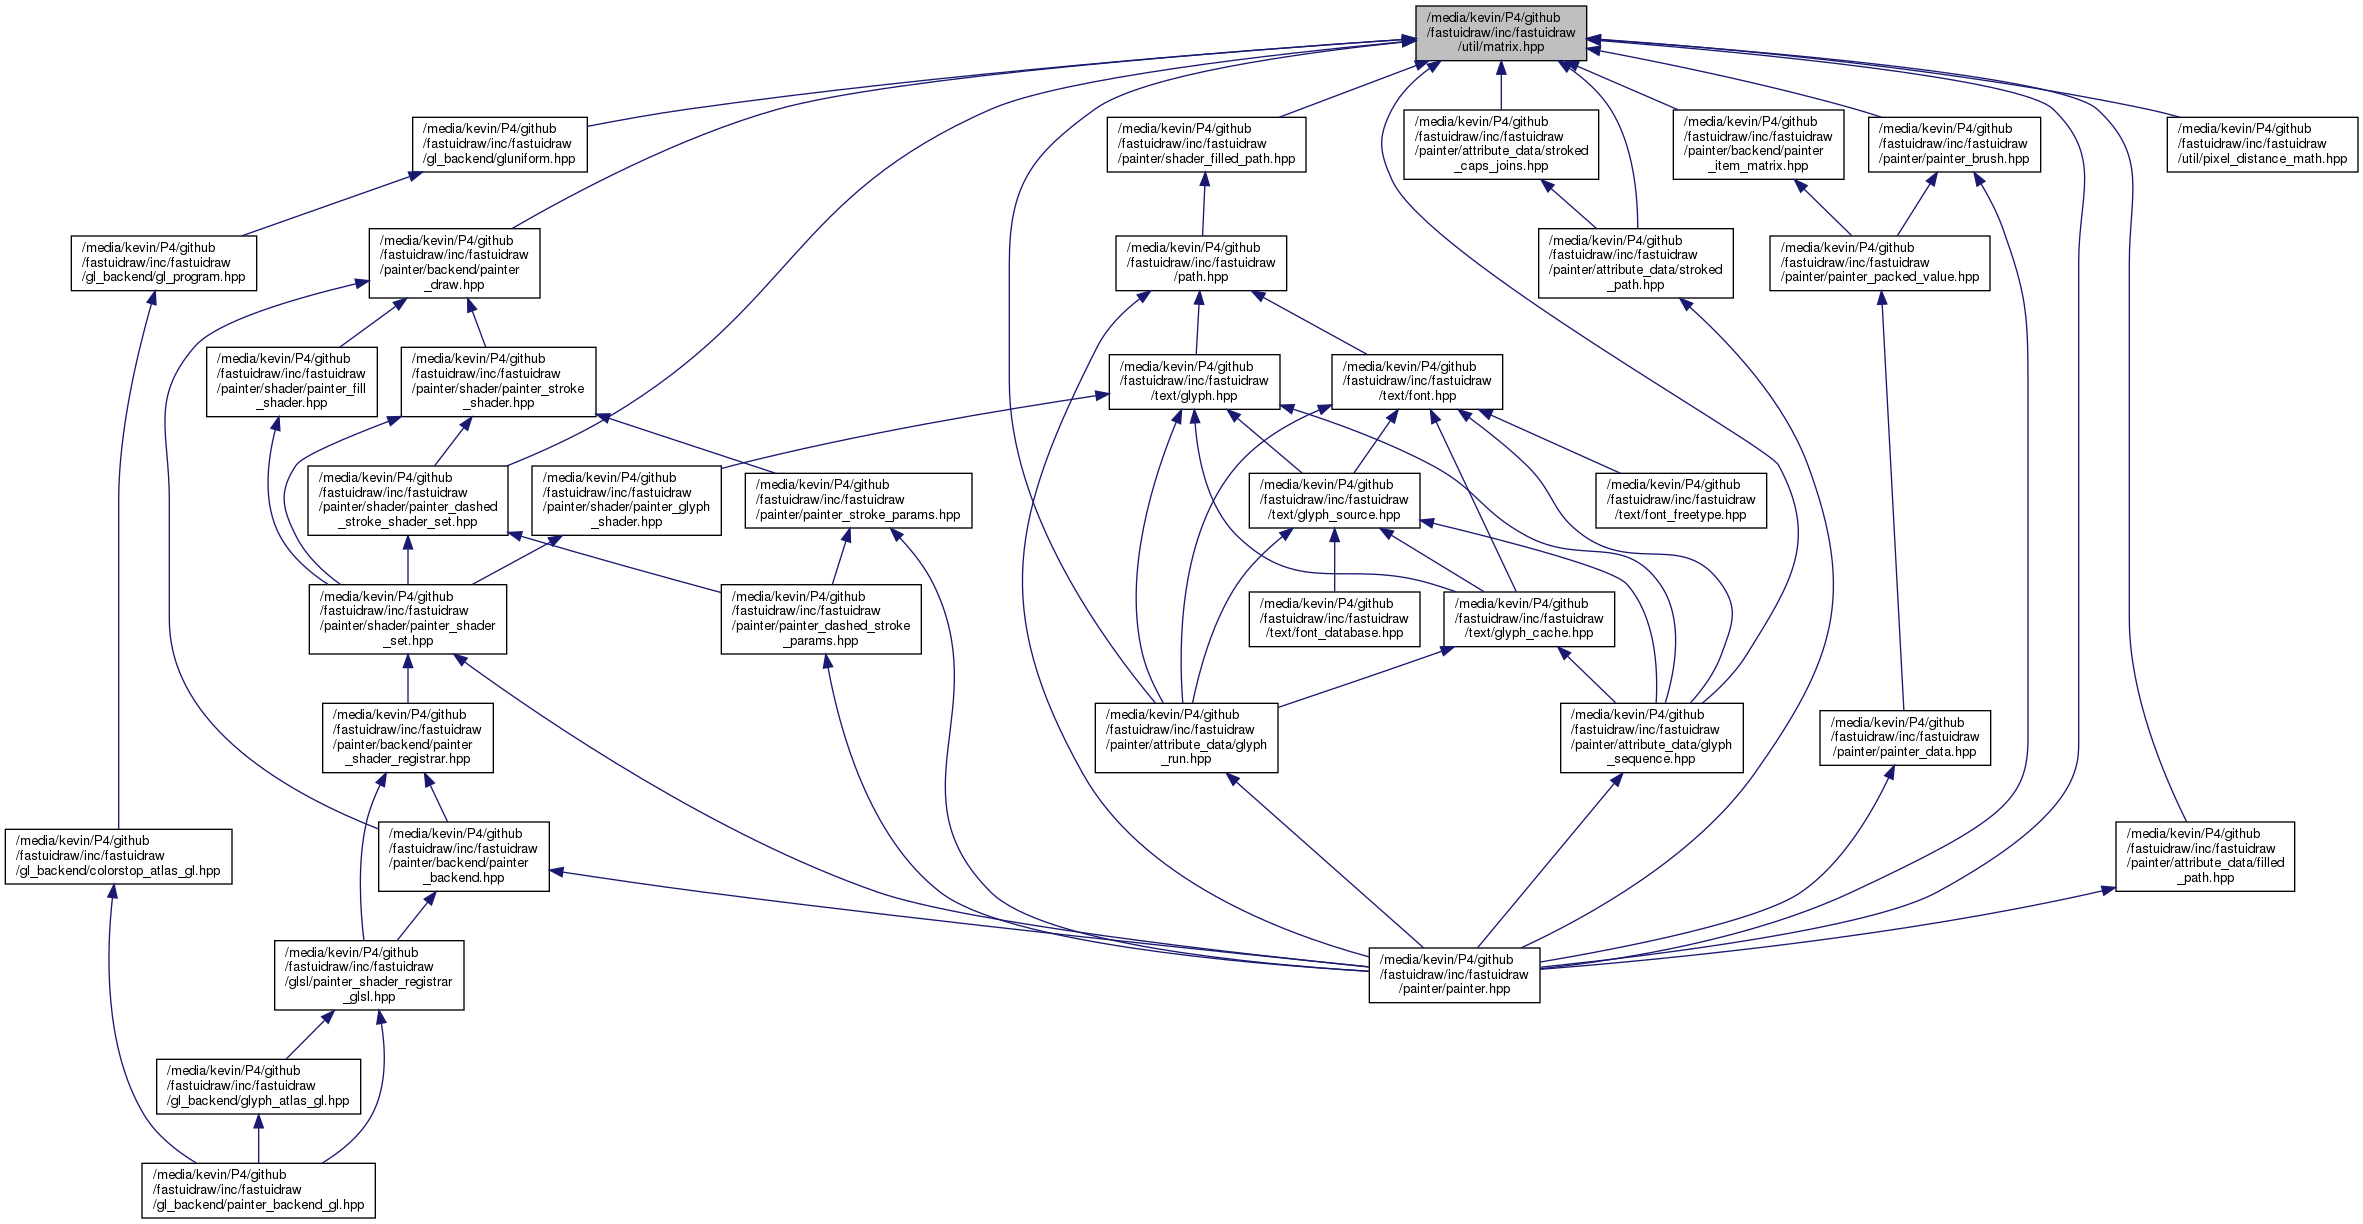 /media/kevin/P4/github
/fastuidraw/inc/fastuidraw
/util/matrix.hpp
/media/kevin/P4/github
/fastuidraw/inc/fastuidraw
/gl_backend/gluniform.hpp
/media/kevin/P4/github
/fastuidraw/inc/fastuidraw
/painter/shader_filled_path.hpp
/media/kevin/P4/github
/fastuidraw/inc/fastuidraw
/painter/attribute_data/stroked
_caps_joins.hpp
/media/kevin/P4/github
/fastuidraw/inc/fastuidraw
/painter/backend/painter
_item_matrix.hpp
/media/kevin/P4/github
/fastuidraw/inc/fastuidraw
/painter/painter_brush.hpp
/media/kevin/P4/github
/fastuidraw/inc/fastuidraw
/util/pixel_distance_math.hpp
/media/kevin/P4/github
/fastuidraw/inc/fastuidraw
/gl_backend/gl_program.hpp
/media/kevin/P4/github
/fastuidraw/inc/fastuidraw
/painter/backend/painter
_draw.hpp
/media/kevin/P4/github
/fastuidraw/inc/fastuidraw
/path.hpp
/media/kevin/P4/github
/fastuidraw/inc/fastuidraw
/painter/attribute_data/stroked
_path.hpp
/media/kevin/P4/github
/fastuidraw/inc/fastuidraw
/painter/painter_packed_value.hpp
/media/kevin/P4/github
/fastuidraw/inc/fastuidraw
/painter/shader/painter_fill
_shader.hpp
/media/kevin/P4/github
/fastuidraw/inc/fastuidraw
/painter/shader/painter_stroke
_shader.hpp
/media/kevin/P4/github
/fastuidraw/inc/fastuidraw
/text/glyph.hpp
/media/kevin/P4/github
/fastuidraw/inc/fastuidraw
/text/font.hpp
/media/kevin/P4/github
/fastuidraw/inc/fastuidraw
/painter/shader/painter_dashed
_stroke_shader_set.hpp
/media/kevin/P4/github
/fastuidraw/inc/fastuidraw
/painter/shader/painter_glyph
_shader.hpp
/media/kevin/P4/github
/fastuidraw/inc/fastuidraw
/painter/painter_stroke_params.hpp
/media/kevin/P4/github
/fastuidraw/inc/fastuidraw
/text/glyph_source.hpp
/media/kevin/P4/github
/fastuidraw/inc/fastuidraw
/text/font_freetype.hpp
/media/kevin/P4/github
/fastuidraw/inc/fastuidraw
/painter/shader/painter_shader
_set.hpp
/media/kevin/P4/github
/fastuidraw/inc/fastuidraw
/painter/painter_dashed_stroke
_params.hpp
/media/kevin/P4/github
/fastuidraw/inc/fastuidraw
/text/font_database.hpp
/media/kevin/P4/github
/fastuidraw/inc/fastuidraw
/text/glyph_cache.hpp
/media/kevin/P4/github
/fastuidraw/inc/fastuidraw
/painter/backend/painter
_shader_registrar.hpp
/media/kevin/P4/github
/fastuidraw/inc/fastuidraw
/painter/attribute_data/glyph
_run.hpp
/media/kevin/P4/github
/fastuidraw/inc/fastuidraw
/painter/attribute_data/glyph
_sequence.hpp
/media/kevin/P4/github
/fastuidraw/inc/fastuidraw
/painter/painter_data.hpp
/media/kevin/P4/github
/fastuidraw/inc/fastuidraw
/gl_backend/colorstop_atlas_gl.hpp
/media/kevin/P4/github
/fastuidraw/inc/fastuidraw
/painter/backend/painter
_backend.hpp
/media/kevin/P4/github
/fastuidraw/inc/fastuidraw
/painter/attribute_data/filled
_path.hpp
/media/kevin/P4/github
/fastuidraw/inc/fastuidraw
/glsl/painter_shader_registrar
_glsl.hpp
/media/kevin/P4/github
/fastuidraw/inc/fastuidraw
/painter/painter.hpp
/media/kevin/P4/github
/fastuidraw/inc/fastuidraw
/gl_backend/glyph_atlas_gl.hpp
/media/kevin/P4/github
/fastuidraw/inc/fastuidraw
/gl_backend/painter_backend_gl.hpp